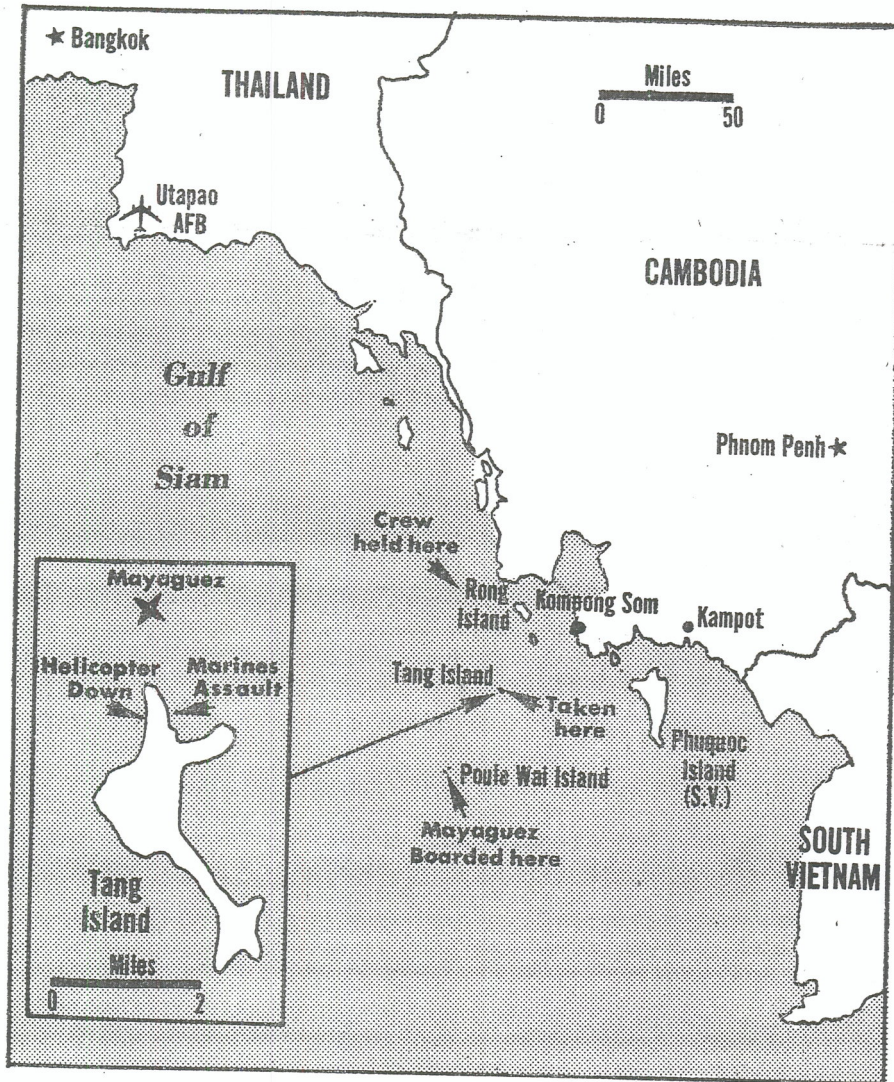 Bangkok
THAILAND
Miles
0 50
Utapao
AFB
CAMBODIA
Gulf
of
Siam
Phnom Penh
Crew
held here
Rong
Island
Kompong Som
Kampot
Tang Island
Taken
here
Phuquoc
Island
(S.V.)
Poulo Wai Island
Mayaguez
Boarded here
SOUTH
VIETNAM
Mayaguez
Helicopter
Down
Marines
Assault
Tang
Island
Miles
0 2